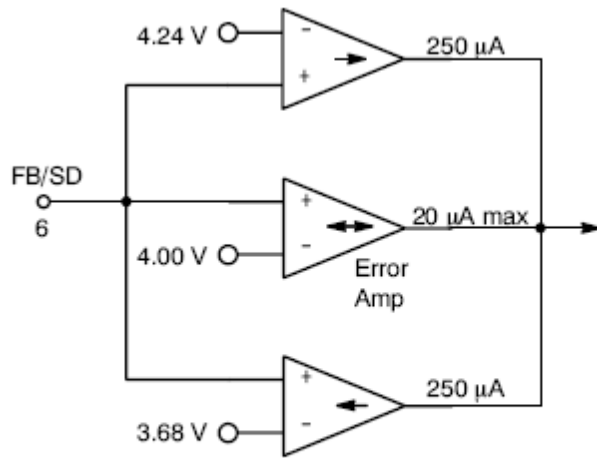 4.24 V
-
+
250 μA
FB/SD
6
+
-
20 μA max
4.00 V
Error
Amp
+
-
250 μA
3.68 V